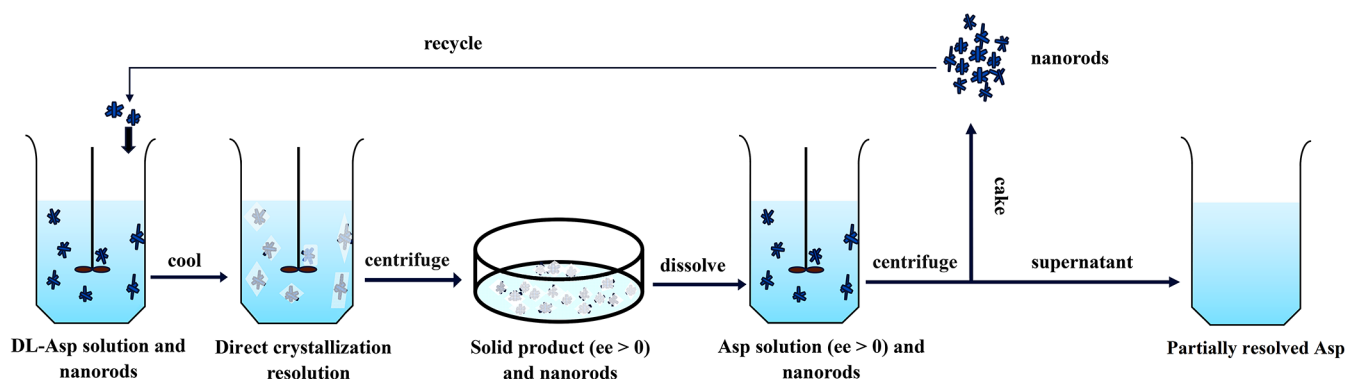 recycle
nanorods
cool
centrifuge
dissolve
centrifuge
cake
supernatant
DL-Asp solution and
nanorods
Direct crystallization
resolution
Solid product (ee > 0)
and nanorods
Asp solution (ee > 0) and
nanorods
Partially resolved Asp